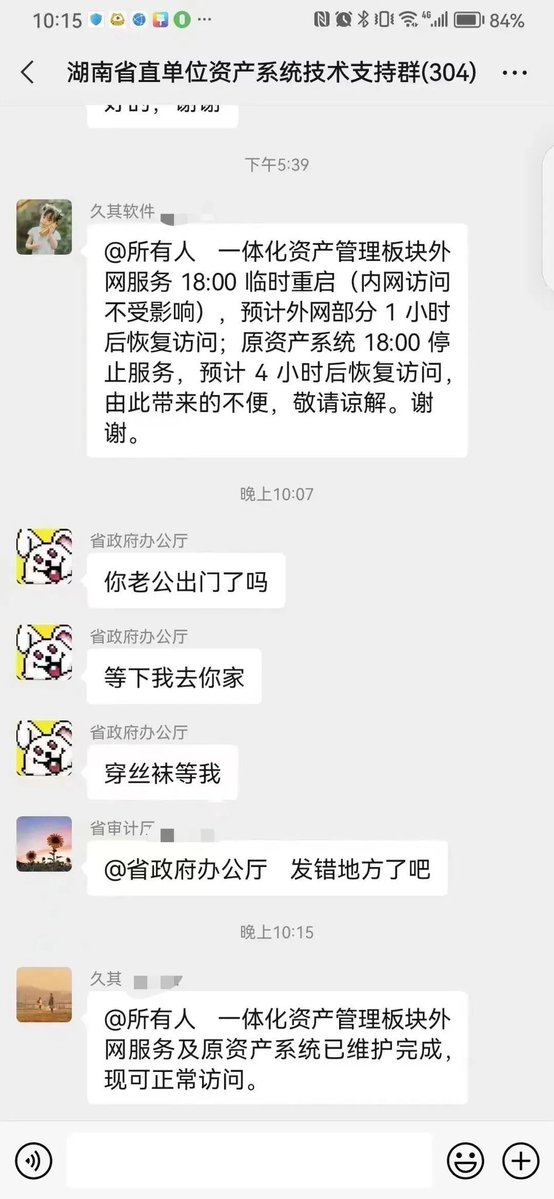 10:15
4G
84%
湖南省直单位资产系统技术支持群(304)
好的，谢谢
下午5:39
久其软件
@所有人 一体化资产管理板块外
网服务 18:00 临时重启（内网访问
不受影响），预计外网部分 1 小时
后恢复访问；原资产系统 18:00 停
止服务，预计 4 小时后恢复访问，
由此带来的不便，敬请谅解。谢
谢。
晚上10:07
省政府办公厅
你老公出门了吗
省政府办公厅
等下我去你家
省政府办公厅
穿丝袜等我
省审计厅
@省政府办公厅 发错地方了吧
晚上10:15
久其
@所有人 一体化资产管理板块外
网服务及原资产系统已维护完成，
现可正常访问。